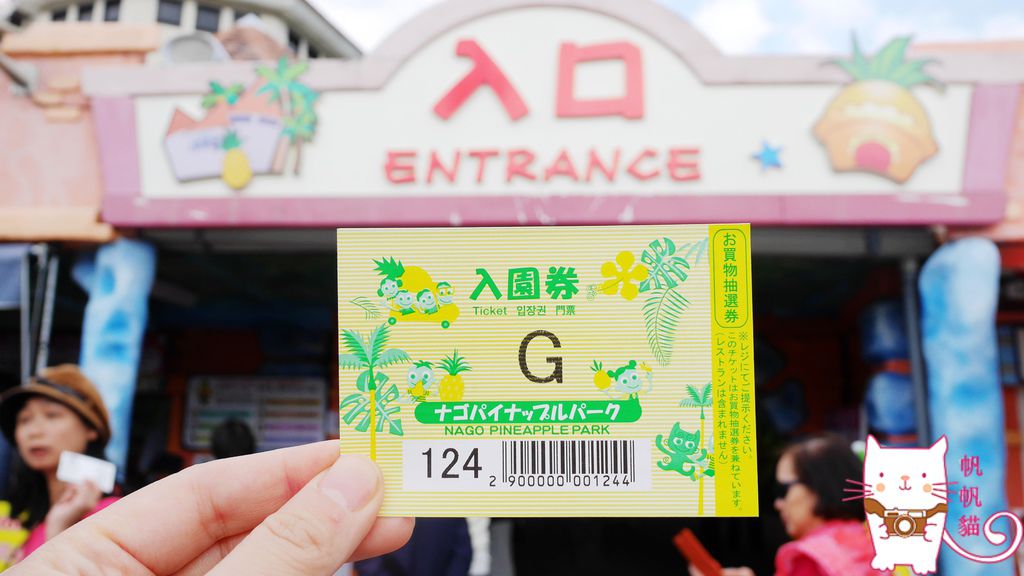 入口
ENTRANCE
入園券
Ticket 입장권 門票
G
ナゴパイナップルパーク
NAGO PINEAPPLE PARK
124
2 900000 001244
お買物抽選券
※レジにてご提示ください。
このチケットはお買物抽選券を兼ねています。
(レストランは含まれません)
帆帆貓